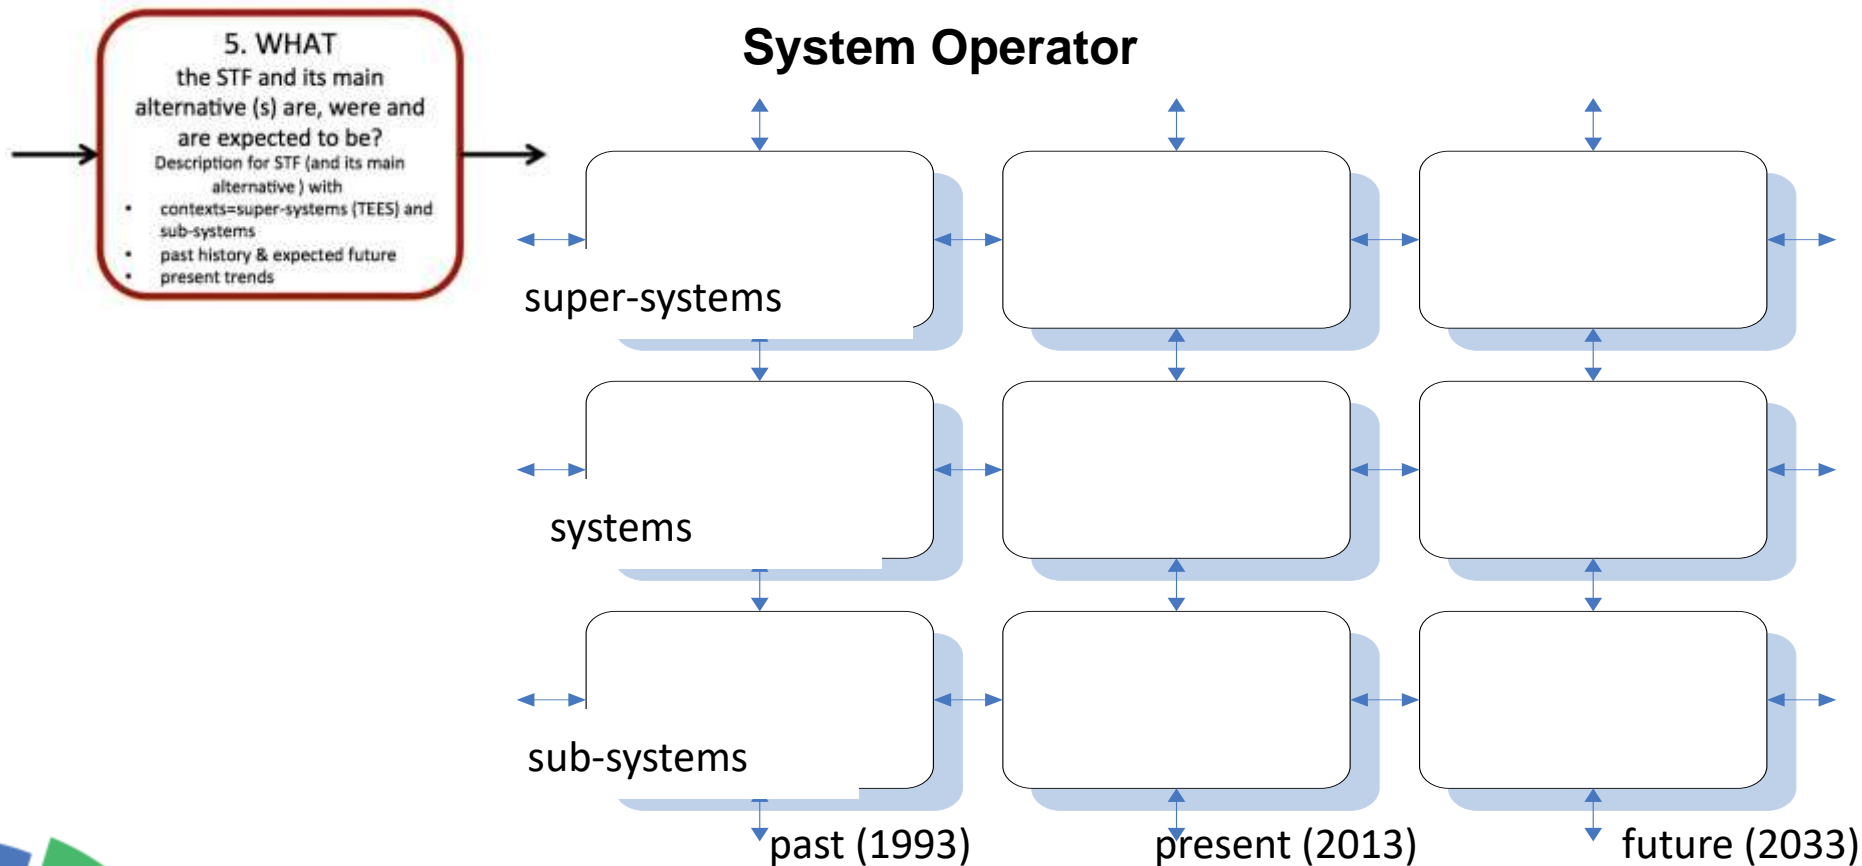 5. WHAT
the STF and its main
alternative (s) are, were and
are expected to be?
Description for STF (and its main
alternative ) with
• contexts=super-systems (TEES) and
sub-systems
• past history & expected future
• present trends
System Operator
super-systems
systems
sub-systems
past (1993)
present (2013)
future (2033)